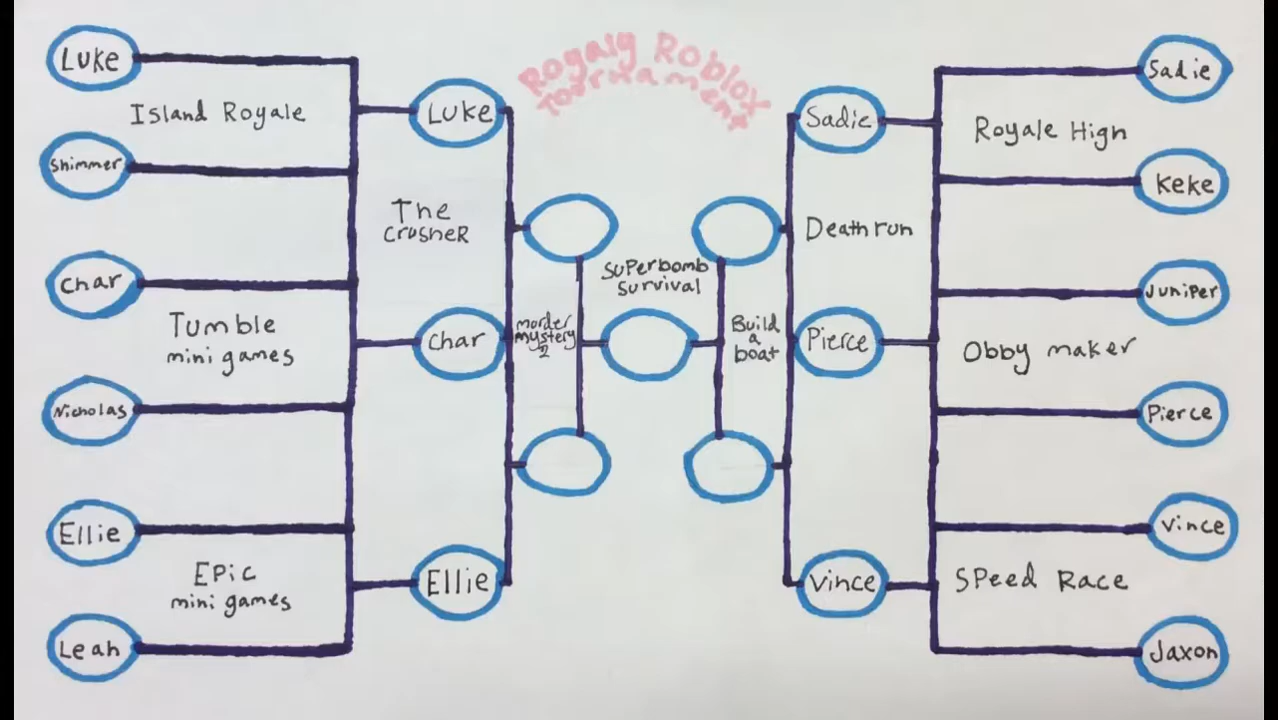 Rogaly Roblox
Tournament
Luke
Island Royale
Shimmer
Char
Tumble
mini games
Nicholas
Ellie
Epic
mini games
Leah
LUKE
The
CRUSHER
Char
Ellie
morder
mystery
2
Superbomb
Survival
Build
a
boat
Sadie
Deathrun
Pierce
Vince
Sadie
Royale High
Keke
Juniper
Obby maker
Pierce
Vince
Speed Race
Jaxon